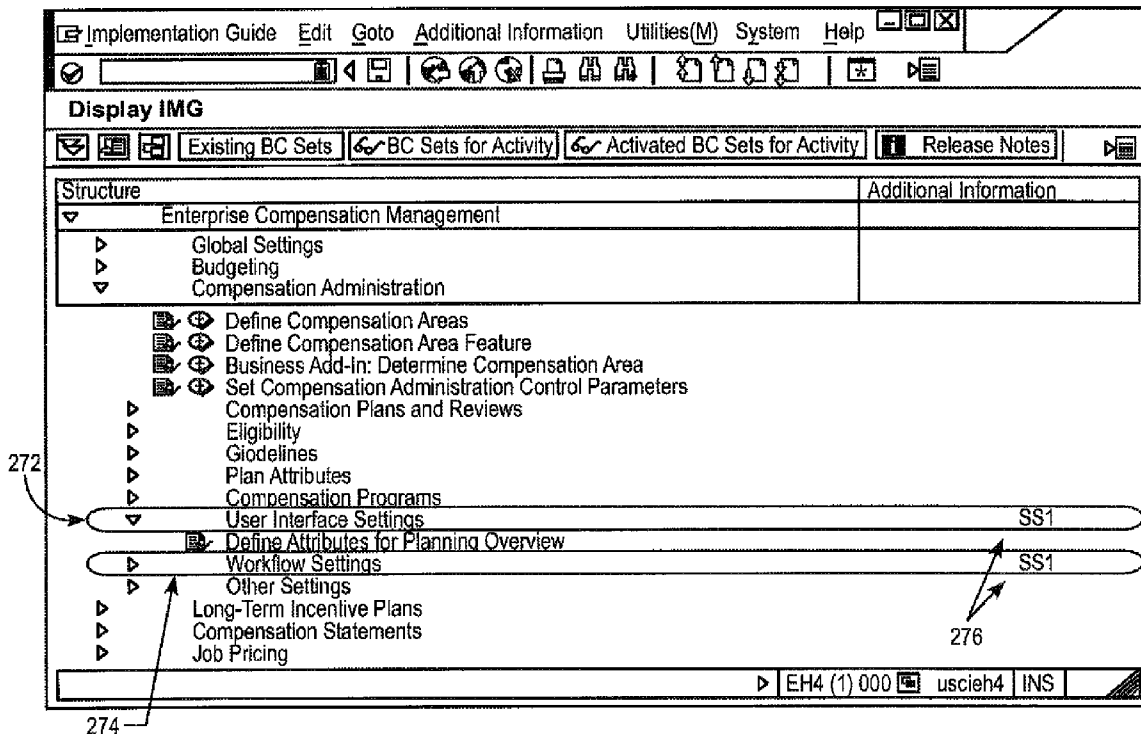 Implementation Guide Edit Goto Additional Information Utilities(M) System Help
Display IMG
Existing BC Sets BC Sets for Activity Activated BC Sets for Activity Release Notes
Structure Additional Information
Enterprise Compensation Management
Global Settings
Budgeting
Compensation Administration
Define Compensation Areas
Define Compensation Area Feature
Business Add-In: Determine Compensation Area
Set Compensation Administration Control Parameters
Compensation Plans and Reviews
Eligibility
Giodelines
272
Plan Attributes
Compensation Programs
User Interface Settings SS1
Define Attributes for Planning Overview
Workflow Settings SS1
Other Settings
Long-Term Incentive Plans
Compensation Statements
276
Job Pricing
EH4 (1) 000 uscieh4 INS
274